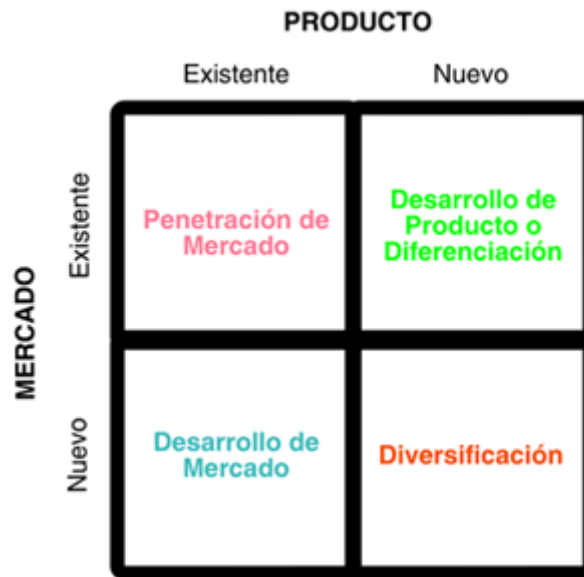 PRODUCTO
Existente Nuevo
MERCADO
Existente
Penetración de
Mercado
Desarrollo de
Producto o
Diferenciación
Nuevo
Desarrollo de
Mercado
Diversificación